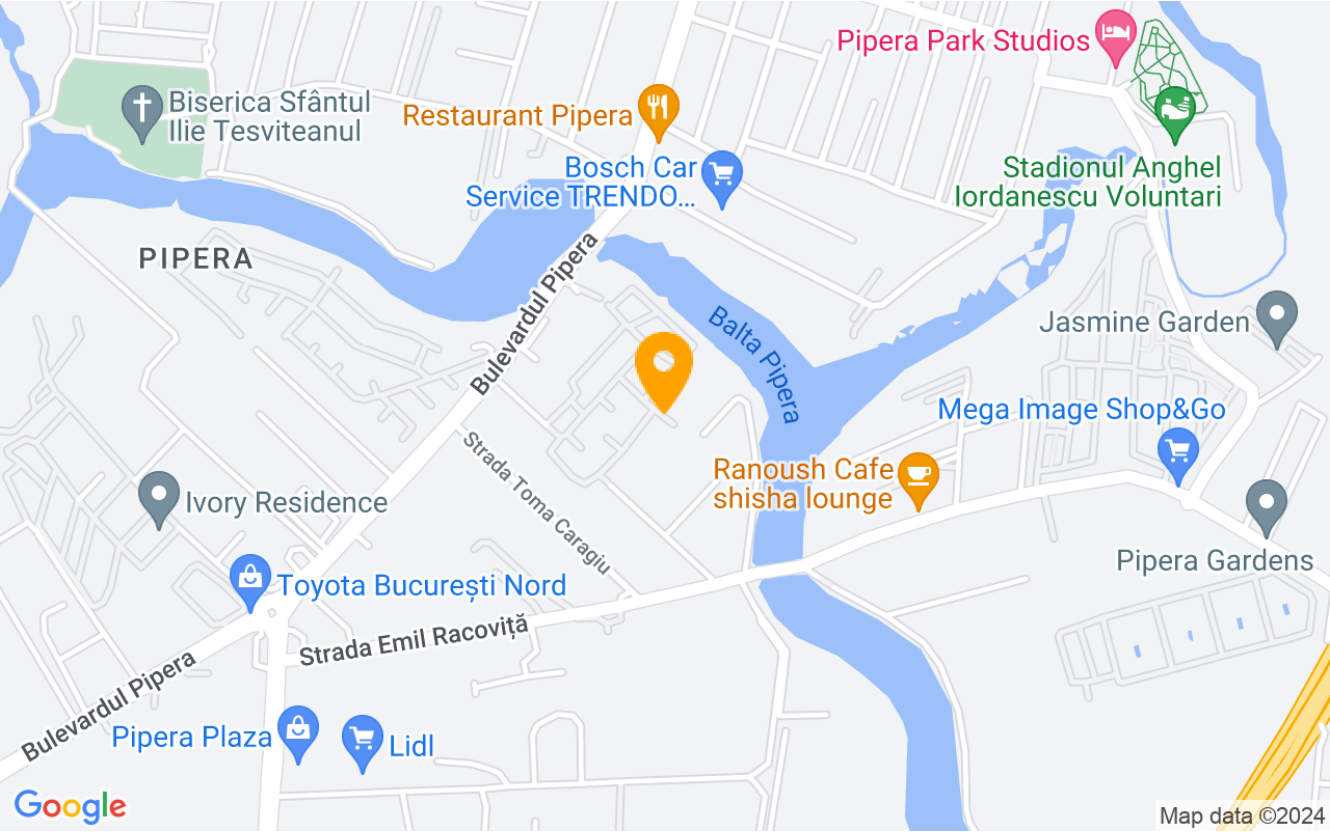 Pipera Park Studios
Biserica Sfântul
Ilie Tesviteanul
Restaurant Pipera
Bosch Car
Service TRENDO...
Stadionul Anghel
Iordanescu Voluntari
PIPERA
Bulevardul Pipera
Balta Pipera
Jasmine Garden
Mega Image Shop&Go
Strada Toma Caragiu
Ranoush Cafe
shisha lounge
Ivory Residence
Pipera Gardens
Toyota București Nord
Strada Emil Racoviță
Bulevardul Pipera
Pipera Plaza
Lidl
Google
Map data ©2024